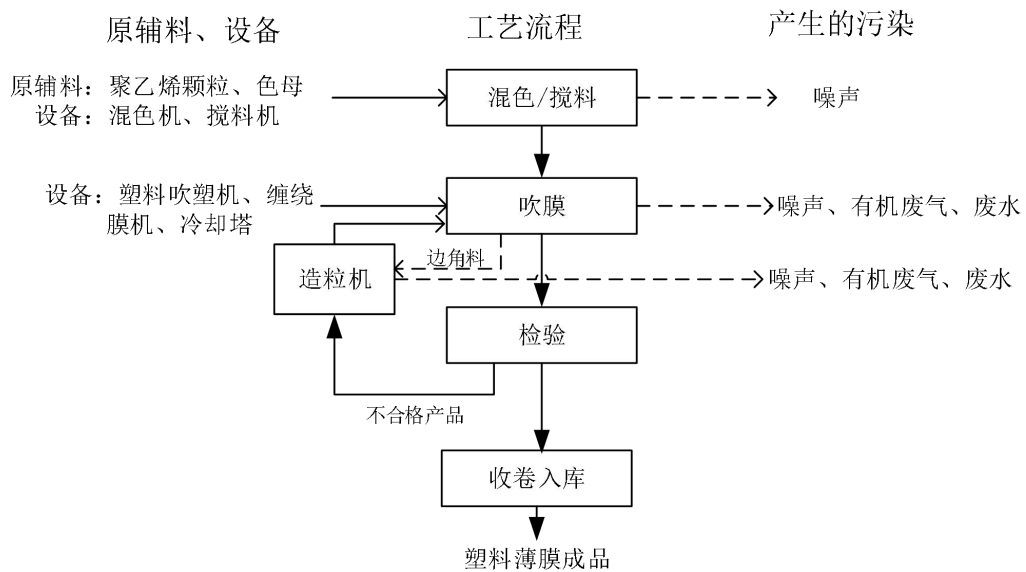 原辅料、设备
工艺流程
产生的污染
原辅料：聚乙烯颗粒、色母
设备：混色机、搅料机
混色/搅料
噪声
设备：塑料吹塑机、缠绕
膜机、冷却塔
吹膜
噪声、有机废气、废水
边角料
造粒机
噪声、有机废气、废水
检验
不合格产品
收卷入库
塑料薄膜成品